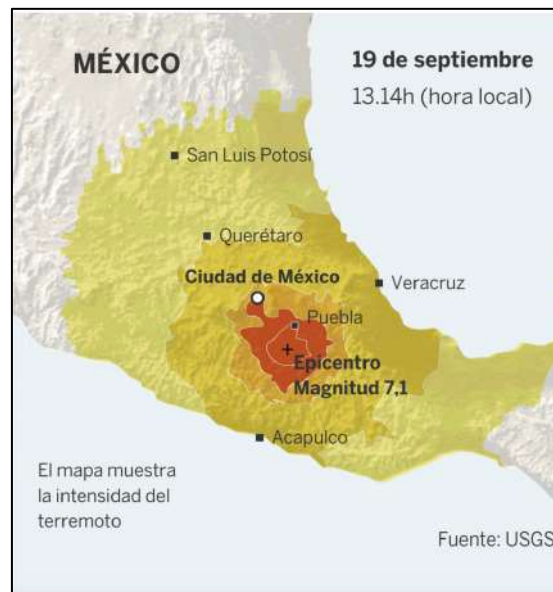 MÉXICO
19 de septiembre
13.14h (hora local)
San Luis Potosí
Querétaro
Ciudad de México
Veracruz
Puebla
Epicentro
Magnitud 7,1
Acapulco
El mapa muestra
la intensidad del
terremoto
Fuente: USGS